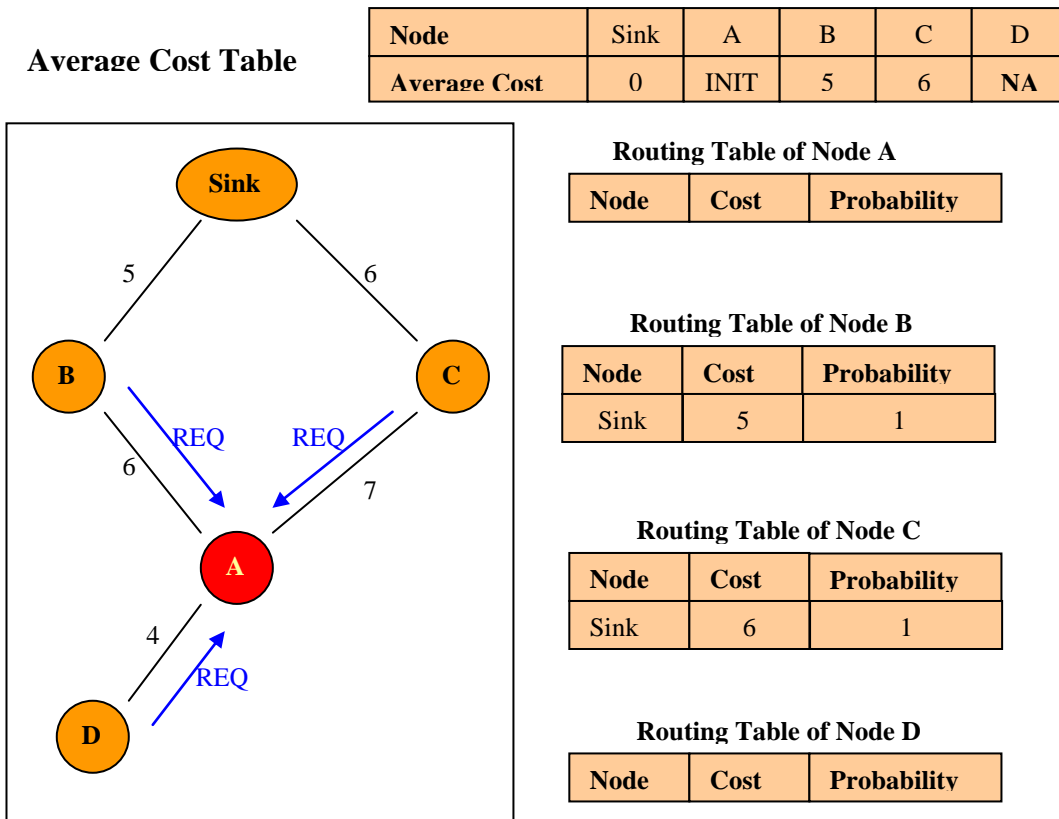 Average Cost Table
Node Sink A B C D
Average Cost 0 INIT 5 6 NA
Sink
5
6
B
C
REQ
REQ
6
7
A
4
REQ
D
Routing Table of Node A
Node Cost Probability
Routing Table of Node B
Node Cost Probability
Sink 5 1
Routing Table of Node C
Node Cost Probability
Sink 6 1
Routing Table of Node D
Node Cost Probability